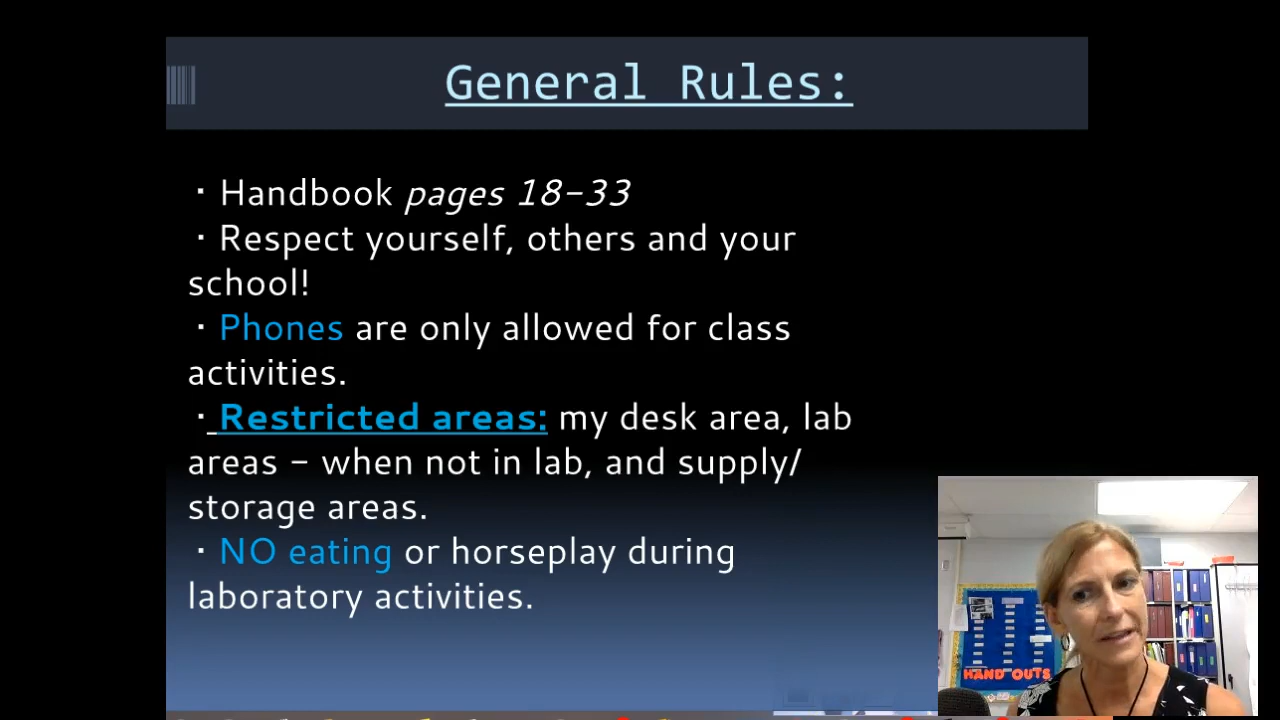 General Rules:
· Handbook pages 18-33
· Respect yourself, others and your
school!
· Phones are only allowed for class
activities.
· Restricted areas: my desk area, lab
areas - when not in lab, and supply/
storage areas.
· NO eating or horseplay during
laboratory activities.
HAND OUTS